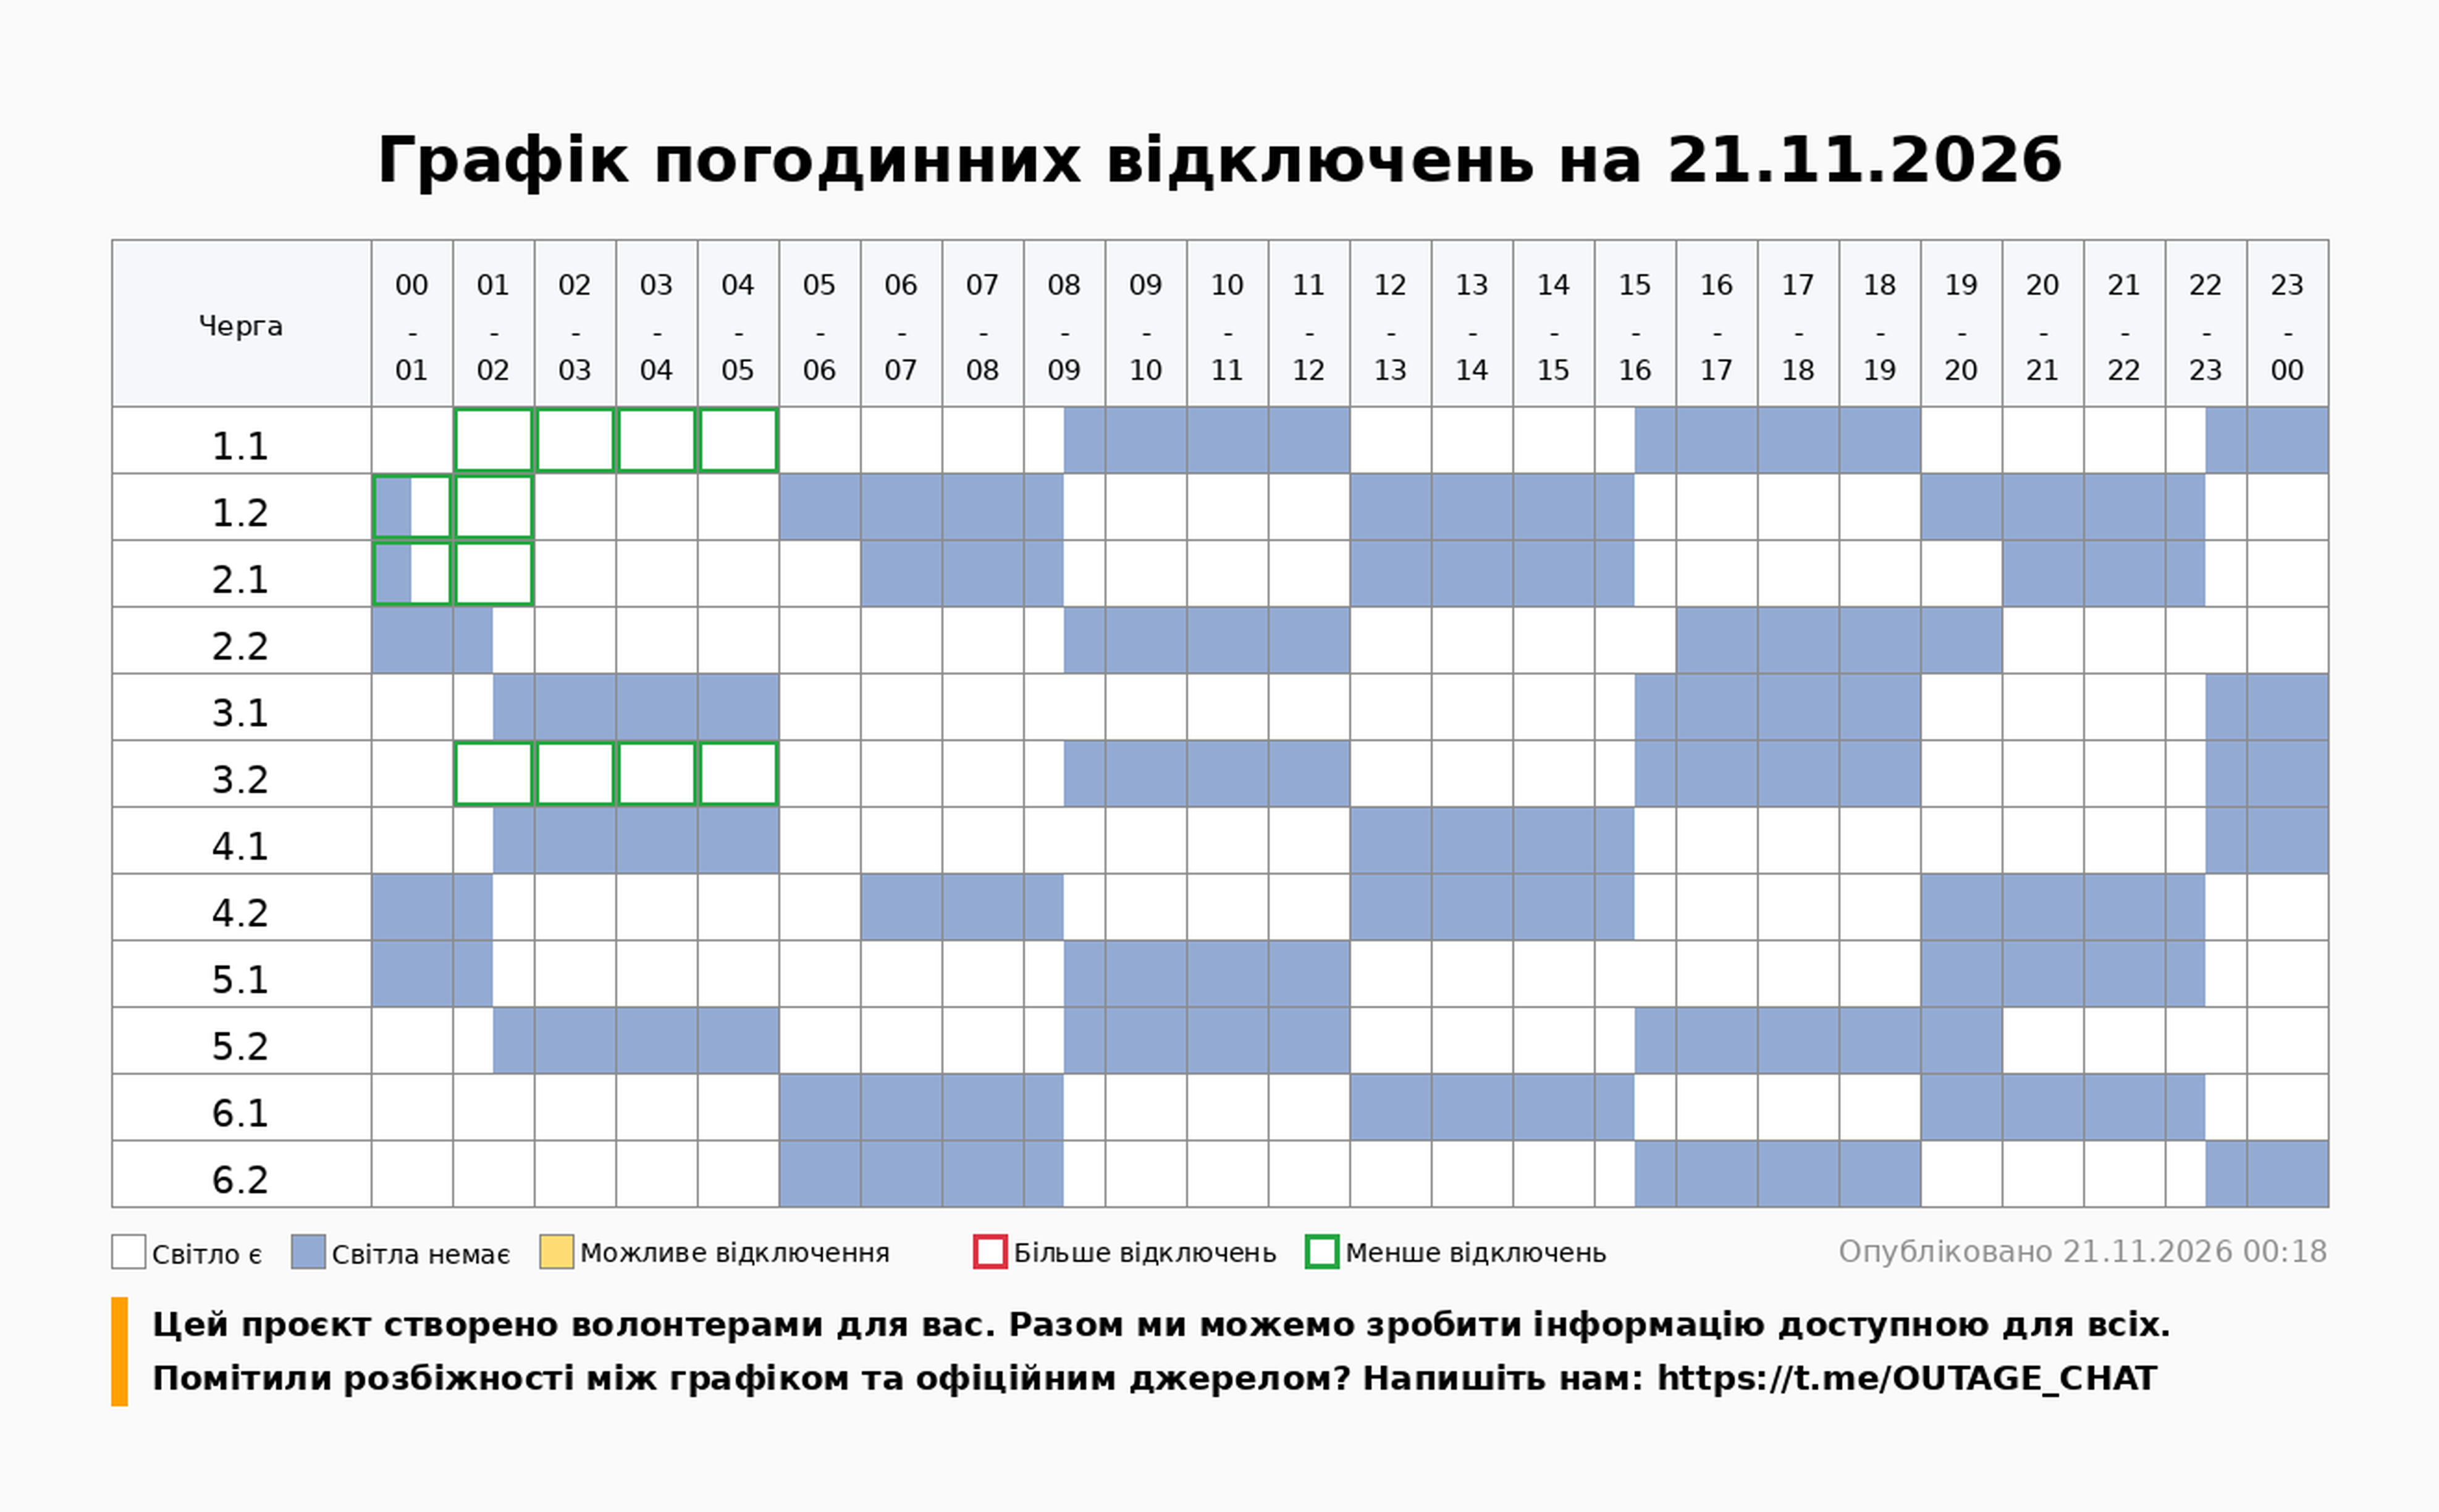 Графік погодинних відключень на 21.11.2026
Черга 00 - 01 01 - 02 02 - 03 03 - 04 04 - 05 05 - 06 06 - 07 07 - 08 08 - 09 09 - 10 10 - 11 11 - 12 12 - 13 13 - 14 14 - 15 15 - 16 16 - 17 17 - 18 18 - 19 19 - 20 20 - 21 21 - 22 22 - 23 23 - 00
1.1
1.2
2.1
2.2
3.1
3.2
4.1
4.2
5.1
5.2
6.1
6.2
Світло є Світла немає Можливе відключення Більше відключень Менше відключень Опубліковано 21.11.2026 00:18
Цей проєкт створено волонтерами для вас. Разом ми можемо зробити інформацію доступною для всіх.
Помітили розбіжності між графіком та офіційним джерелом? Напишіть нам: https://t.me/OUTAGE_CHAT